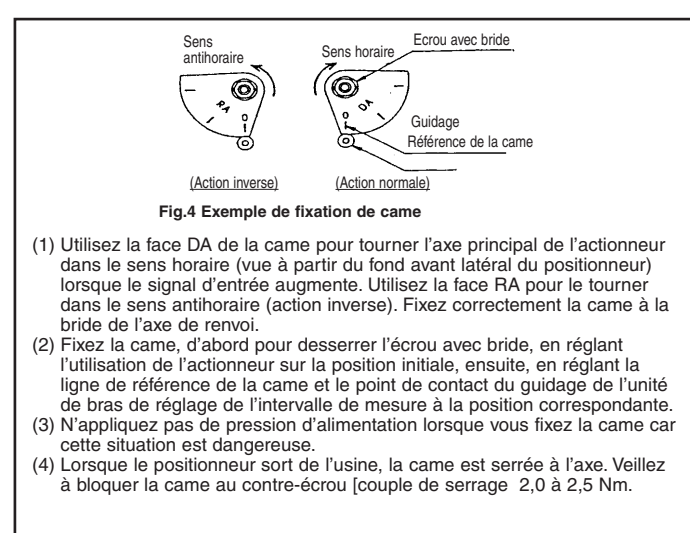 Sens
antihoraire
Sens horaire
Ecrou avec bride
RA
0
DA
0
Guidage
Référence de la came
(Action inverse)
(Action normale)
Fig.4 Exemple de fixation de came
(1) Utilisez la face DA de la came pour tourner l'axe principal de l'actionneur
dans le sens horaire (vue à partir du fond avant latéral du positionneur)
lorsque le signal d'entrée augmente. Utilisez la face RA pour le tourner
dans le sens antihoraire (action inverse). Fixez correctement la came à la
bride de l'axe de renvoi.
(2) Fixez la came, d'abord pour desserrer l'écrou avec bride, en réglant
l'utilisation de l'actionneur sur la position initiale, ensuite, en réglant la
ligne de référence de la came et le point de contact du guidage de l'unité
de bras de réglage de l'intervalle de mesure à la position correspondante.
(3) N'appliquez pas de pression d'alimentation lorsque vous fixez la came car
cette situation est dangereuse.
(4) Lorsque le positionneur sort de l'usine, la came est serrée à l'axe. Veillez
à bloquer la came au contre-écrou [couple de serrage 2,0 à 2,5 Nm.